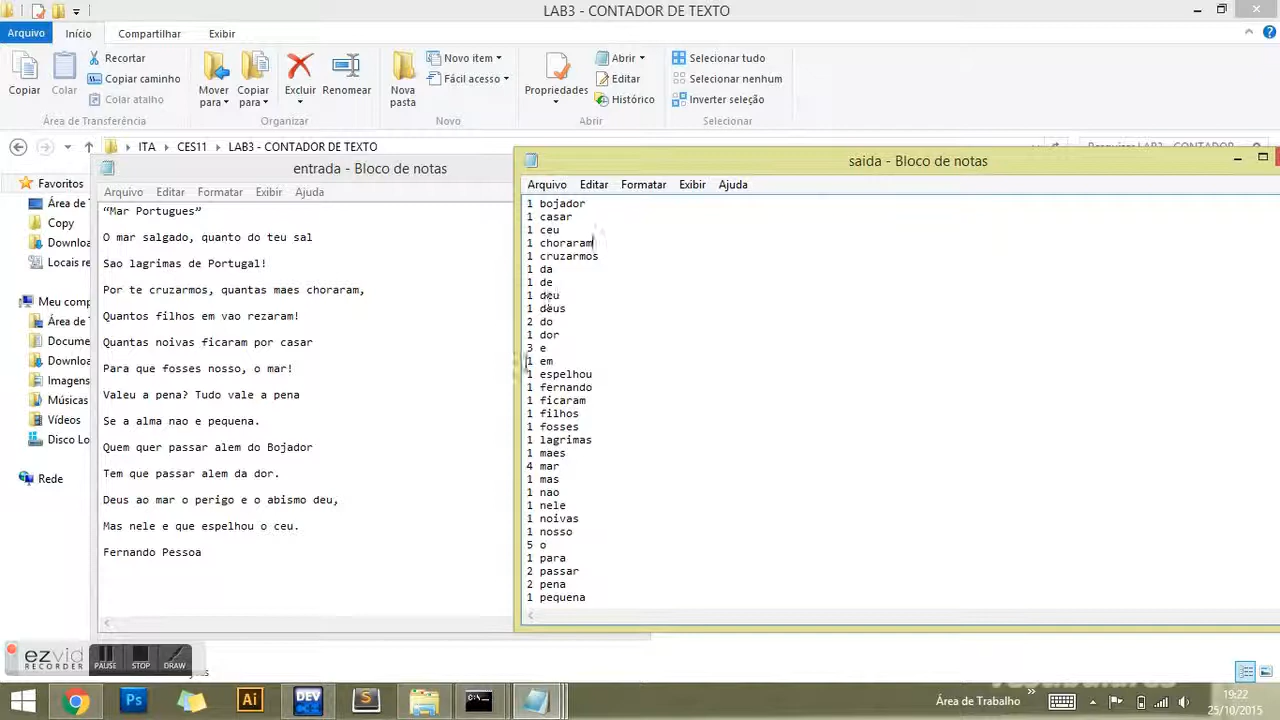 LAB3 - CONTADOR DE TEXTO
Arquivo Início Compartilhar Exibir
Copiar
Colar
Recortar
Copiar caminho
Colar atalho
Área de Transferência
Mover para
Copiar para
Excluir
Renomear
Organizar
Nova pasta
Novo item
Fácil acesso
Novo
Propriedades
Abrir
Editar
Histórico
Abrir
Selecionar tudo
Selecionar nenhum
Inverter seleção
Selecionar
ITA CES11 LAB3 - CONTADOR DE TEXTO
Favoritos
Área de
Copy
Downloa
Locais re
Meu comp
Área de
Docume
Downloa
Imagens
Músicas
Vídeos
Disco Lo
Rede
entrada - Bloco de notas
Arquivo Editar Formatar Exibir Ajuda
“Mar Portugues”
O mar salgado, quanto do teu sal
Sao lagrimas de Portugal!
Por te cruzarmos, quantas maes choraram,
Quantos filhos em vao rezaram!
Quantas noivas ficaram por casar
Para que fosses nosso, o mar!
Valeu a pena? Tudo vale a pena
Se a alma nao e pequena.
Quem quer passar alem do Bojador
Tem que passar alem da dor.
Deus ao mar o perigo e o abismo deu,
Mas nele e que espelhou o ceu.
Fernando Pessoa
saida - Bloco de notas
Arquivo Editar Formatar Exibir Ajuda
1 bojador
1 casar
1 ceu
1 choraram
1 cruzarmos
1 da
1 de
1 deu
1 deus
2 do
1 dor
3 e
1 em
1 espelhou
1 fernando
1 ficaram
1 filhos
1 fosses
1 lagrimas
1 maes
4 mar
1 mas
1 nao
1 nele
1 noivas
1 nosso
5 o
1 para
2 passar
2 pena
1 pequena
ezvid
RECORDER
PAUSE STOP DRAW
Ps
Ai
DEV
S
Área de Trabalho
19:22
25/10/2015